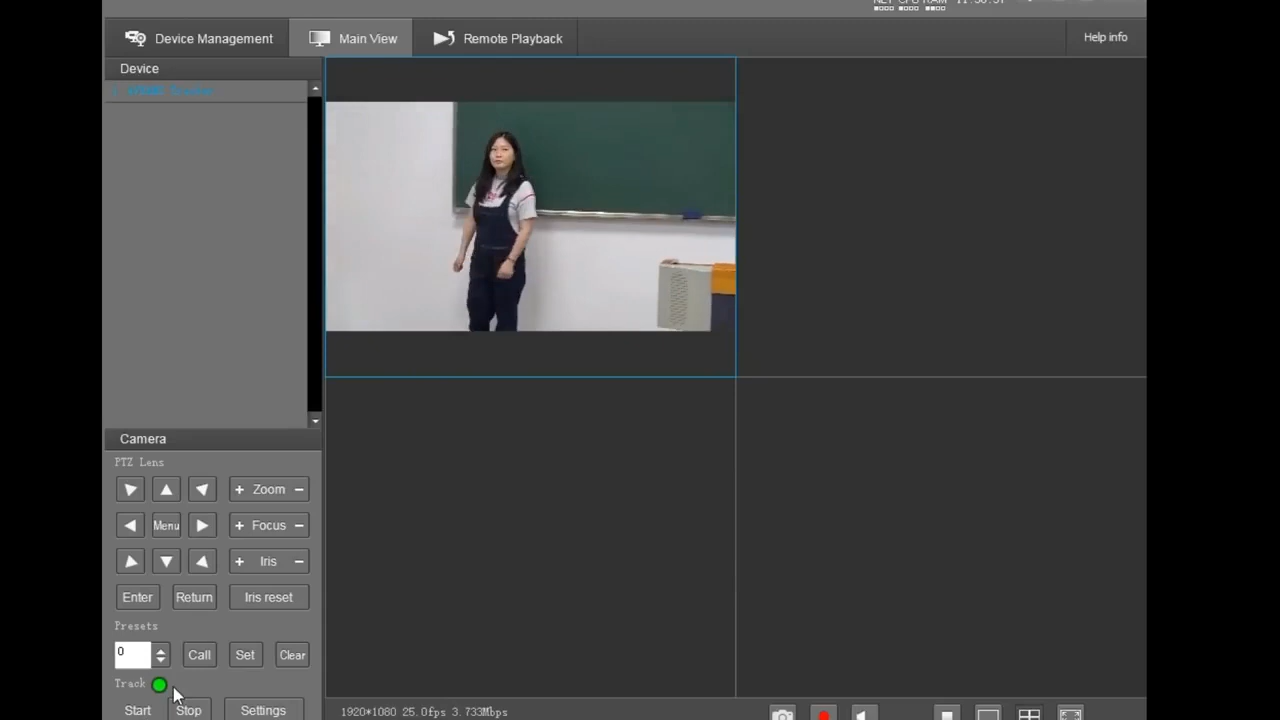 Device Management
Main View
Remote Playback
Help info
Device
Camera
PTZ Lens
+ Zoom −
Menu
+ Focus −
+ Iris −
Enter
Return
Iris reset
Presets
0
Call
Set
Clear
Track
Start
Stop
Settings
1920*1080 25.0fps 3.733Mbps